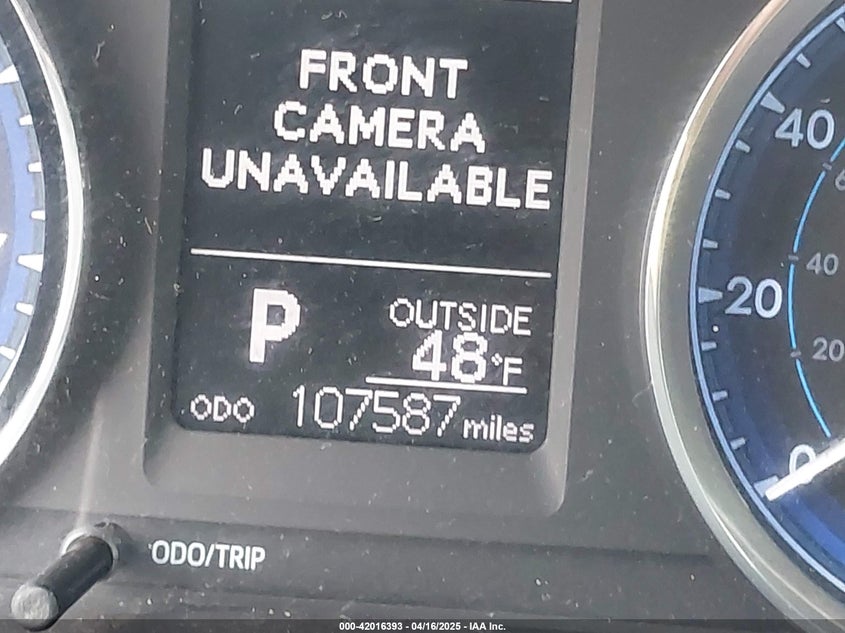 FRONT
CAMERA
UNAVAILABLE
P
OUTSIDE
48°F
ODO 107587 miles
ODO/TRIP
40
20
0
40
20
000-42016393 - 04/16/2025 - IAA Inc.